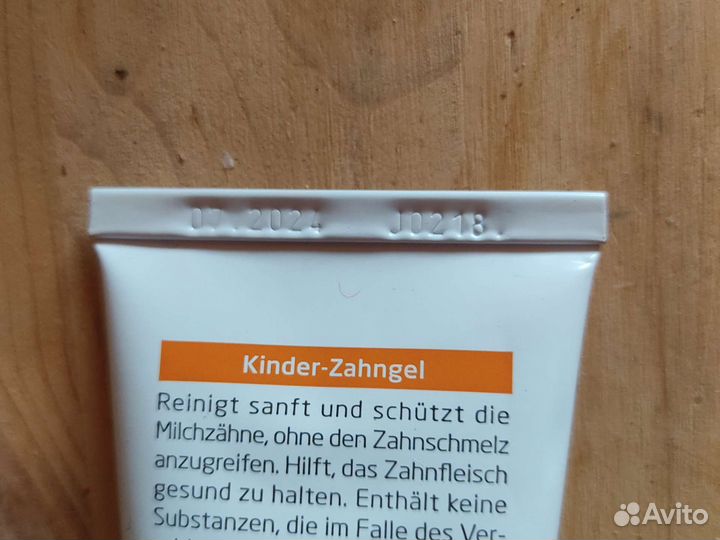 07.2024 J0218.
Kinder-Zahngel
Reinigt sanft und schützt die
Milchzähne, ohne den Zahnschmelz
anzugreifen. Hilft, das Zahnfleisch
gesund zu halten. Enthält keine
Substanzen, die im Falle des Ver-
Avito